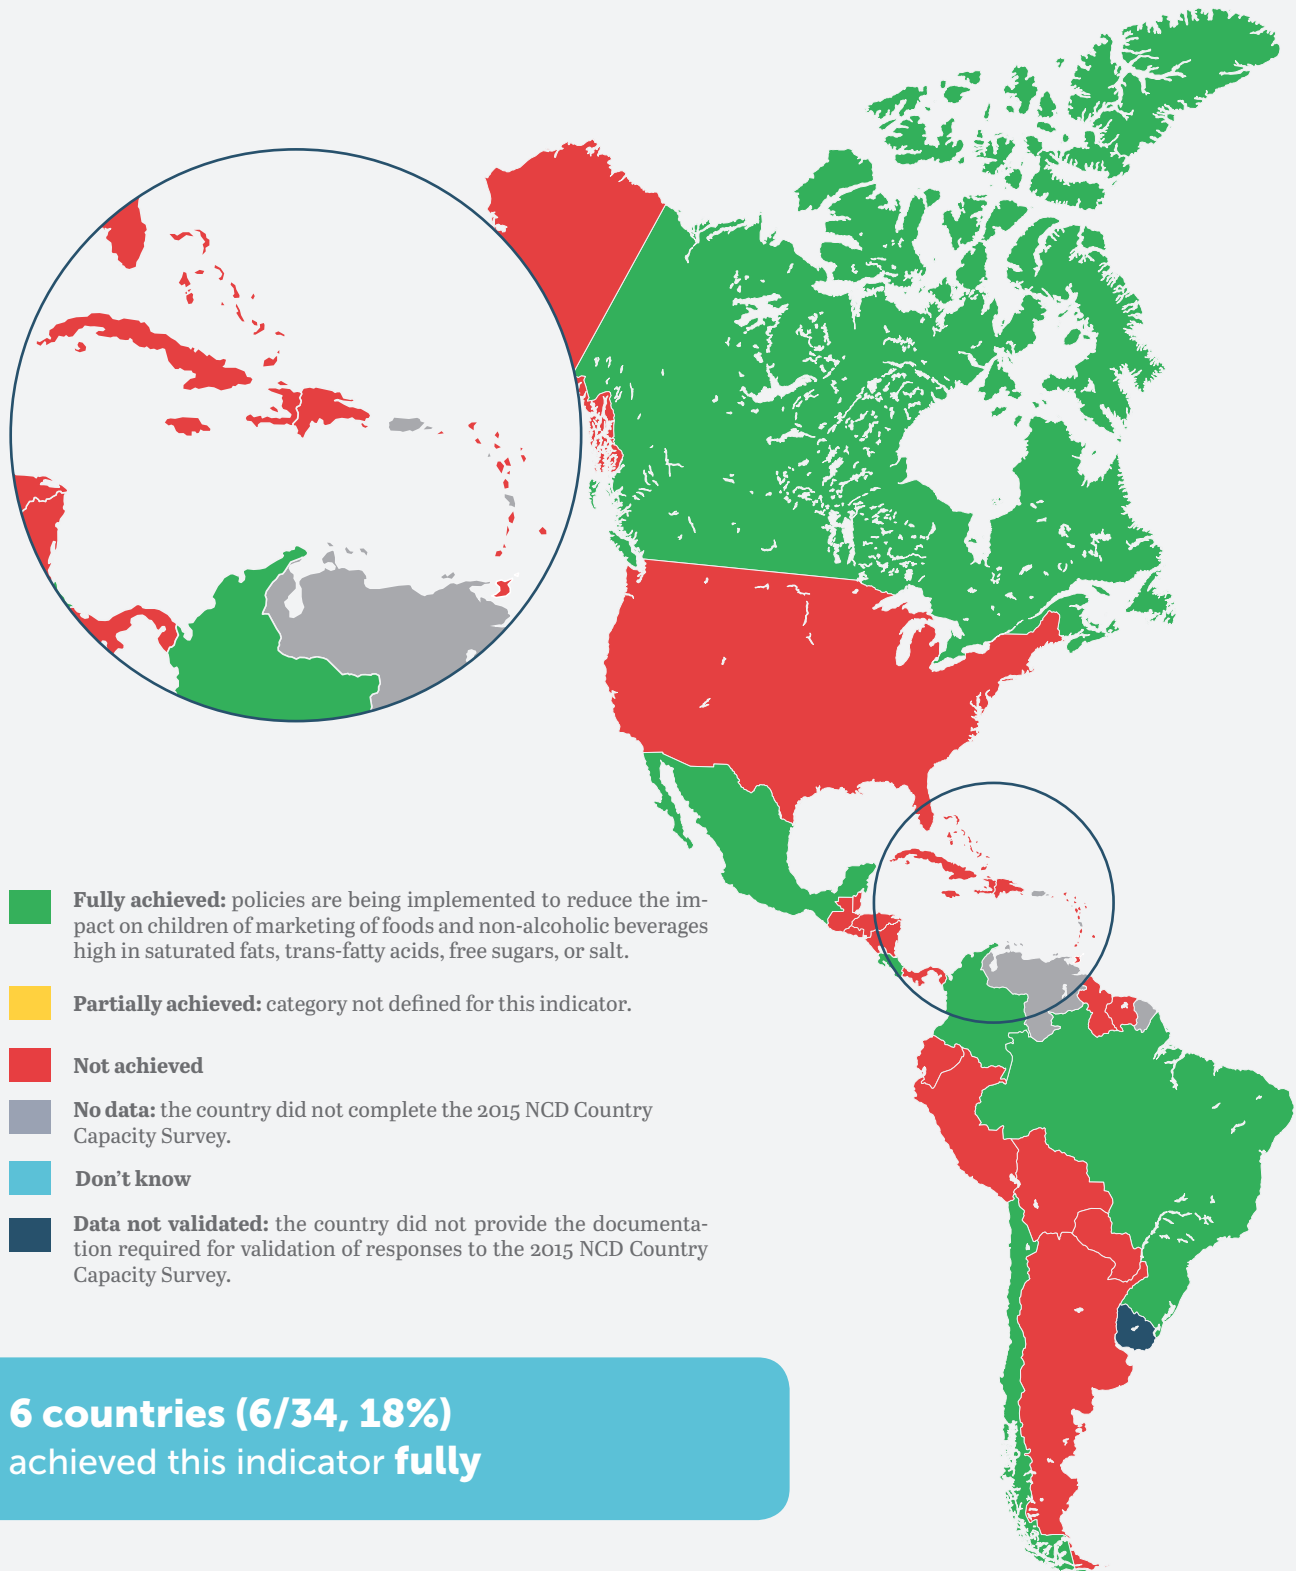 Fully achieved: policies are being implemented to reduce the im-
pact on children of marketing of foods and non-alcoholic beverages
high in saturated fats, trans-fatty acids, free sugars, or salt.
Partially achieved: category not defined for this indicator.
Not achieved
No data: the country did not complete the 2015 NCD Country
Capacity Survey.
Don’t know
Data not validated: the country did not provide the documenta-
tion required for validation of responses to the 2015 NCD Country
Capacity Survey.
6 countries (6/34, 18%)
achieved this indicator fully